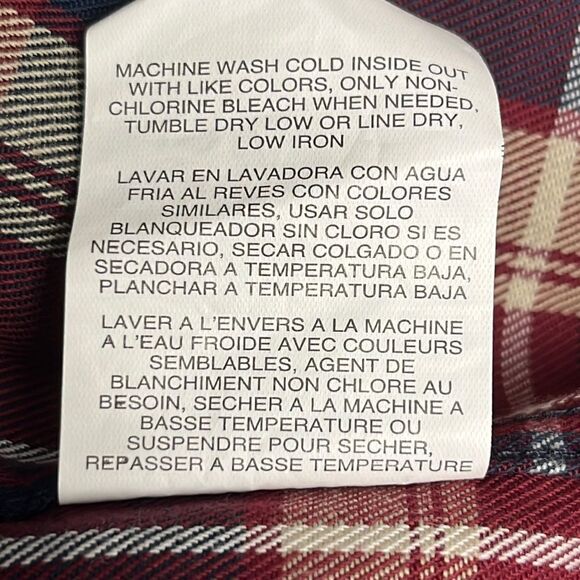 MACHINE WASH COLD INSIDE OUT
WITH LIKE COLORS, ONLY NON-
CHLORINE BLEACH WHEN NEEDED,
TUMBLE DRY LOW OR LINE DRY,
LOW IRON
LAVAR EN LAVADORA CON AGUA
FRIA AL REVES CON COLORES
SIMILARES, USAR SOLO
BLANQUEADOR SIN CLORO SI ES
NECESARIO, SECAR COLGADO O EN
SECADORA A TEMPERATURA BAJA,
PLANCHAR A TEMPERATURA BAJA
LAVER A L'ENVERS A LA MACHINE
A L'EAU FROIDE AVEC COULEURS
SEMBLABLES, AGENT DE
BLANCHIMENT NON CHLORE AU
BESOIN, SECHER A LA MACHINE A
BASSE TEMPERATURE OU
SUSPENDRE POUR SECHER,
REPASSER A BASSE TEMPERATURE